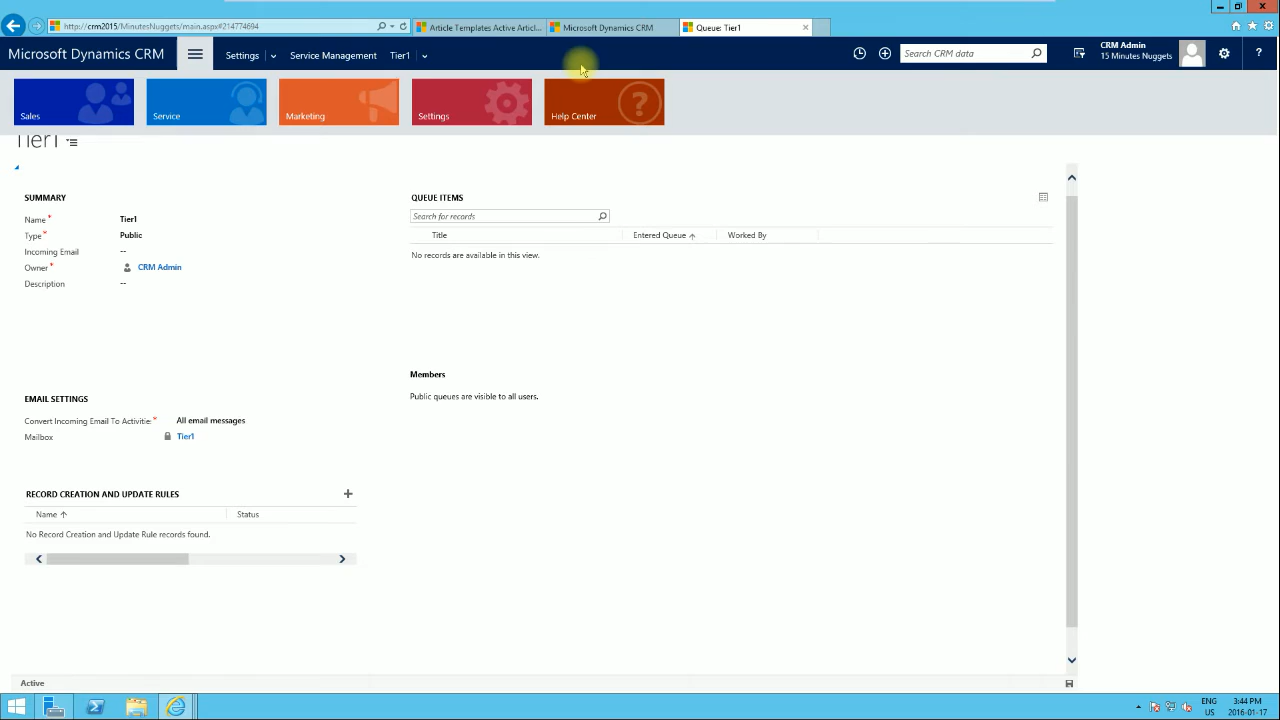 http://crm2015/MinutesNuggets/main.aspx#214774694
Article Templates Active Articl...
Microsoft Dynamics CRM
Queue: Tier1
Microsoft Dynamics CRM
Settings
Service Management
Tier1
Search CRM data
CRM Admin
15 Minutes Nuggets
?
Sales
Service
Marketing
Settings
Help Center
Tier1
SUMMARY
Name *
Tier1
Type *
Public
Incoming Email
--
Owner *
CRM Admin
Description
--
EMAIL SETTINGS
Convert Incoming Email To Activitie: *
All email messages
Mailbox
Tier1
RECORD CREATION AND UPDATE RULES
Name
Status
No Record Creation and Update Rule records found.
QUEUE ITEMS
Search for records
Title
Entered Queue
Worked By
No records are available in this view.
Members
Public queues are visible to all users.
Active
ENG
US
3:44 PM
2016-01-17